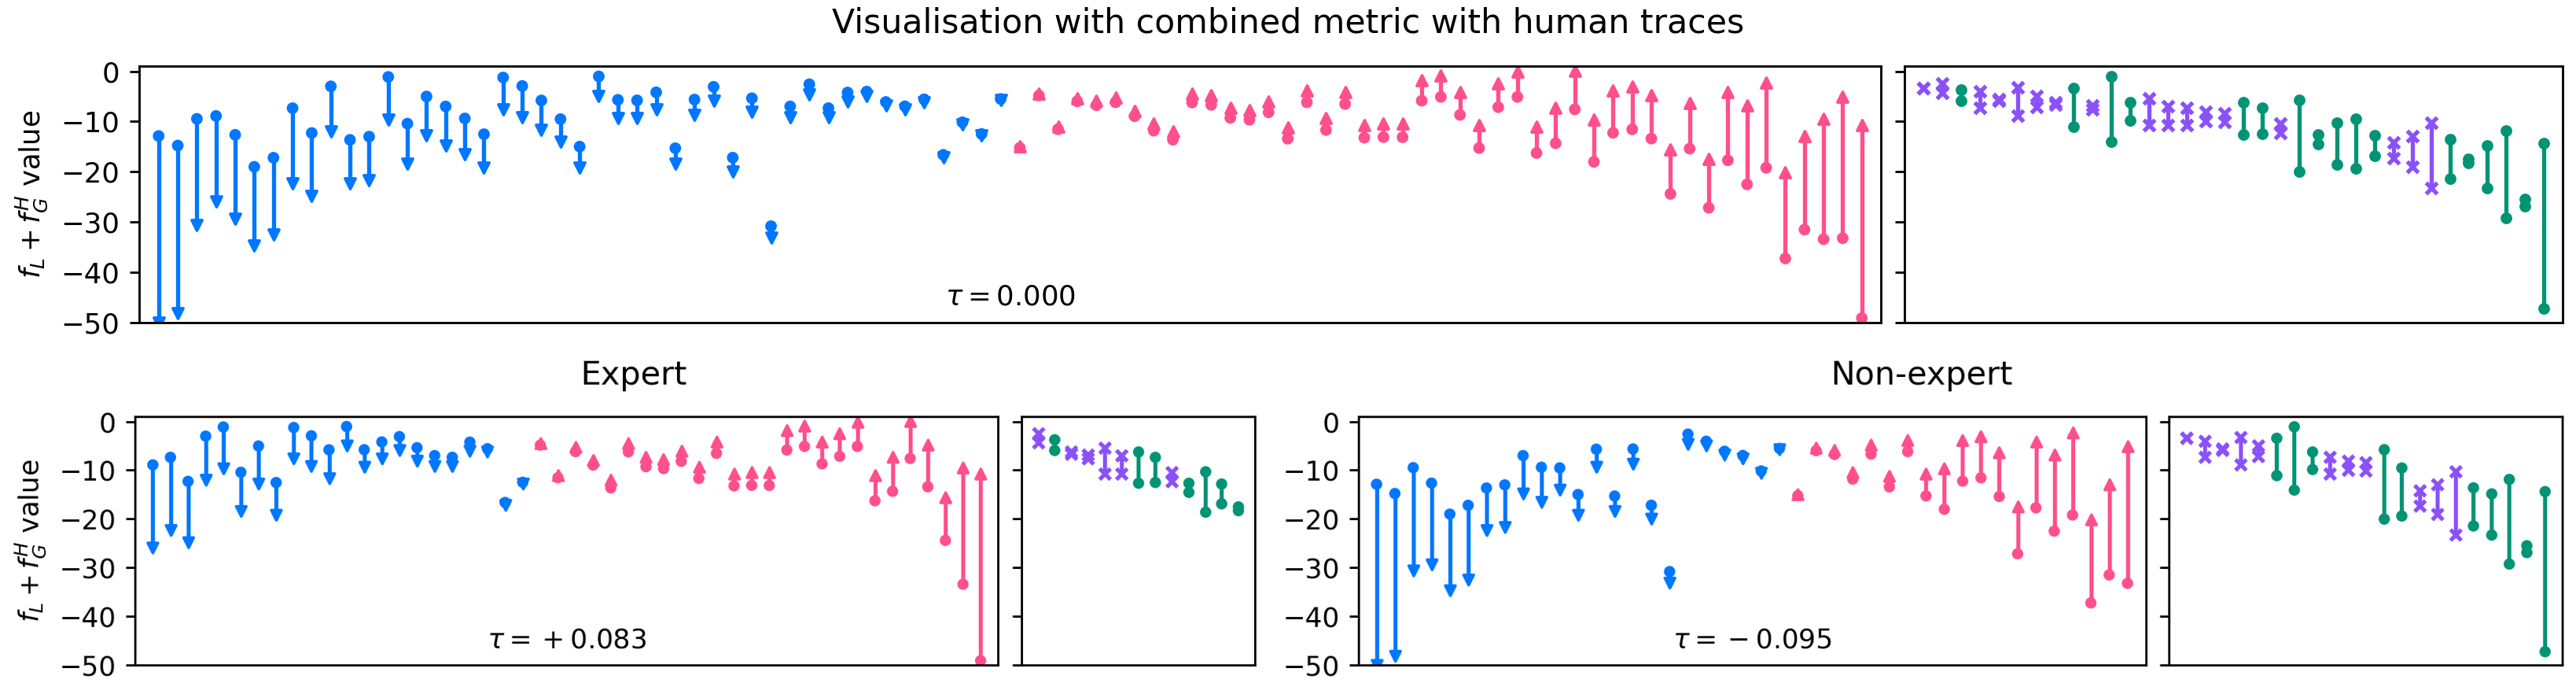 Visualisation with combined metric with human traces
f_L + f_G^H value
0
−10
−20
−30
−40
−50
τ = 0.000
Expert
Non-expert
f_L + f_G^H value
0
−10
−20
−30
−40
−50
τ = +0.083
0
−10
−20
−30
−40
−50
τ = −0.095